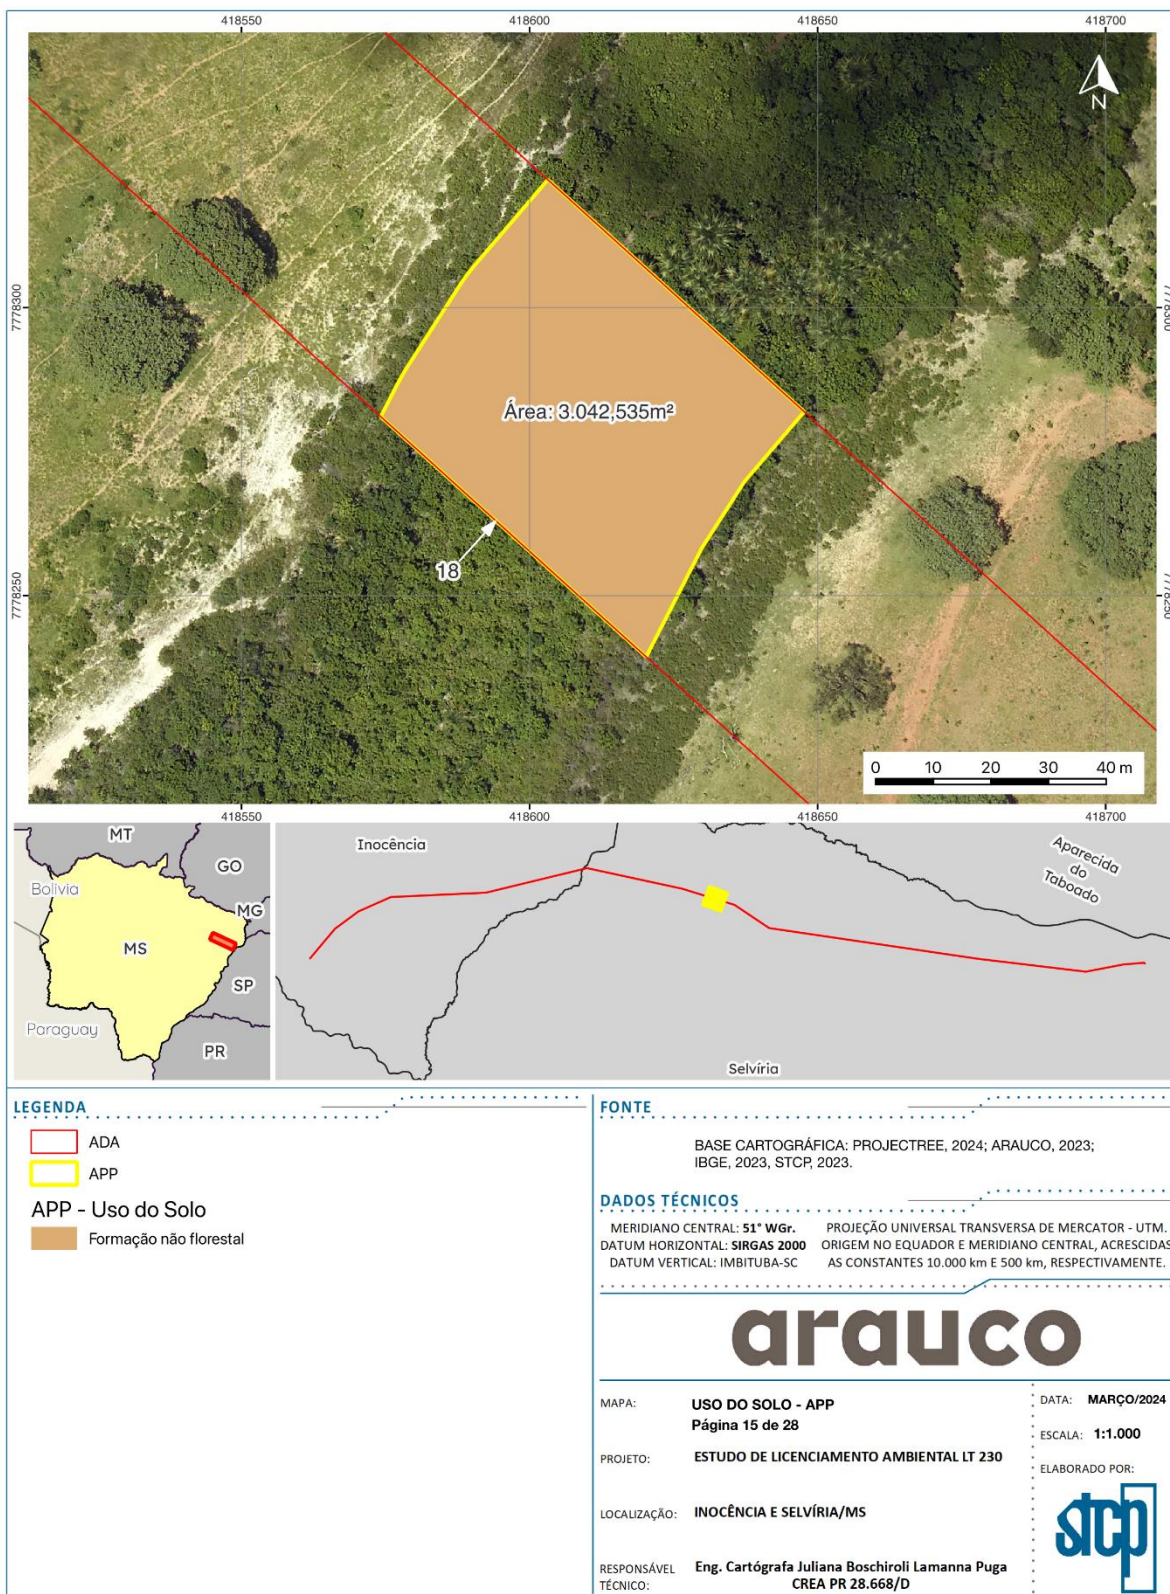 418550 418600 418650 418700
N
7778300 7778300
Área: 3.042,535m²
18
7778250 7778250
0 10 20 30 40 m
418550 418600 418650 418700
MT
GO
Bolivia
MG
MS
SP
Paraguay
PR
Inocência
Aparecida
do
Taboado
Selvíria
LEGENDA
ADA
APP
APP - Uso do Solo
Formação não florestal
FONTE
BASE CARTOGRÁFICA: PROJECTREE, 2024; ARAUCO, 2023;
IBGE, 2023, STCP, 2023.
DADOS TÉCNICOS
MERIDIANO CENTRAL: 51° WGr.
DATUM HORIZONTAL: SIRGAS 2000
DATUM VERTICAL: IMBITUBA-SC
PROJEÇÃO UNIVERSAL TRANSVERSA DE MERCATOR - UTM.
ORIGEM NO EQUADOR E MERIDIANO CENTRAL, ACRESCIDAS
AS CONSTANTES 10.000 km E 500 km, RESPECTIVAMENTE.
arauco
MAPA: USO DO SOLO - APP
Página 15 de 28
PROJETO: ESTUDO DE LICENCIAMENTO AMBIENTAL LT 230
LOCALIZAÇÃO: INOCÊNCIA E SELVÍRIA/MS
RESPONSÁVEL
TÉCNICO:
Eng. Cartógrafa Juliana Boschiroli Lamanna Puga
CREA PR 28.668/D
DATA: MARÇO/2024
ESCALA: 1:1.000
ELABORADO POR:
stcp